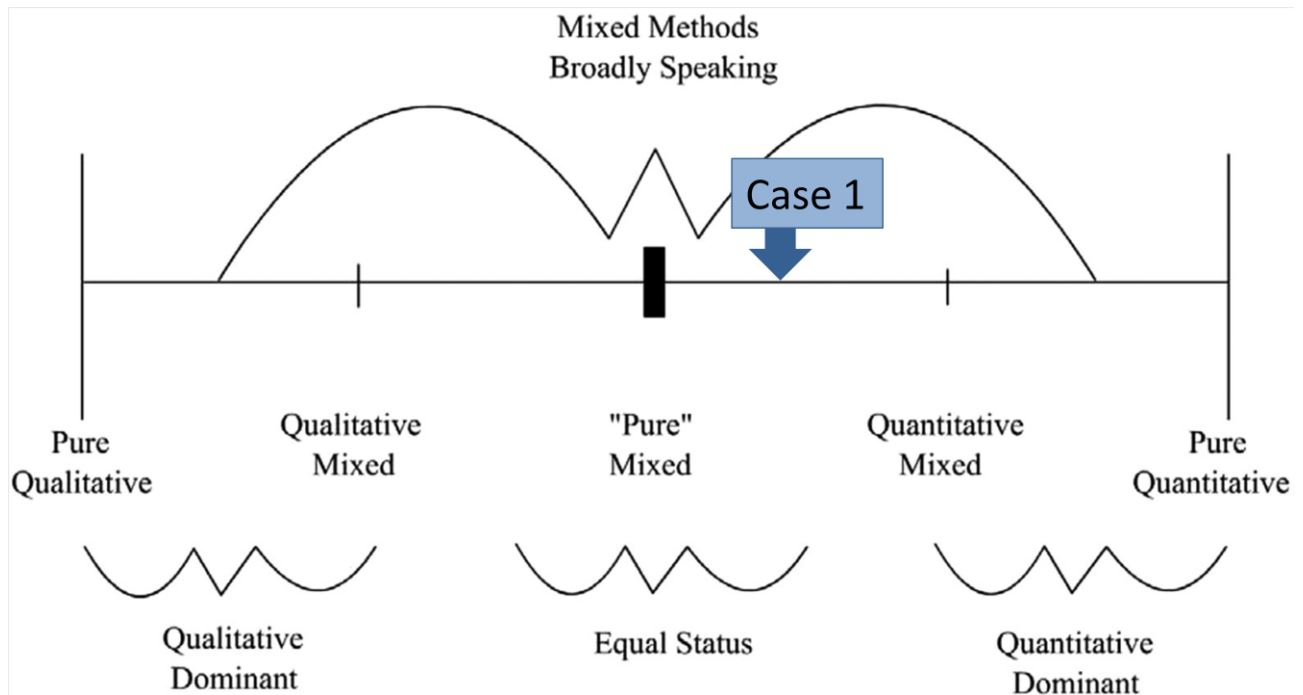 Mixed Methods
Broadly Speaking
Case 1
Pure
Qualitative
Qualitative
Mixed
"Pure"
Mixed
Quantitative
Mixed
Pure
Quantitative
Qualitative
Dominant
Equal Status
Quantitative
Dominant